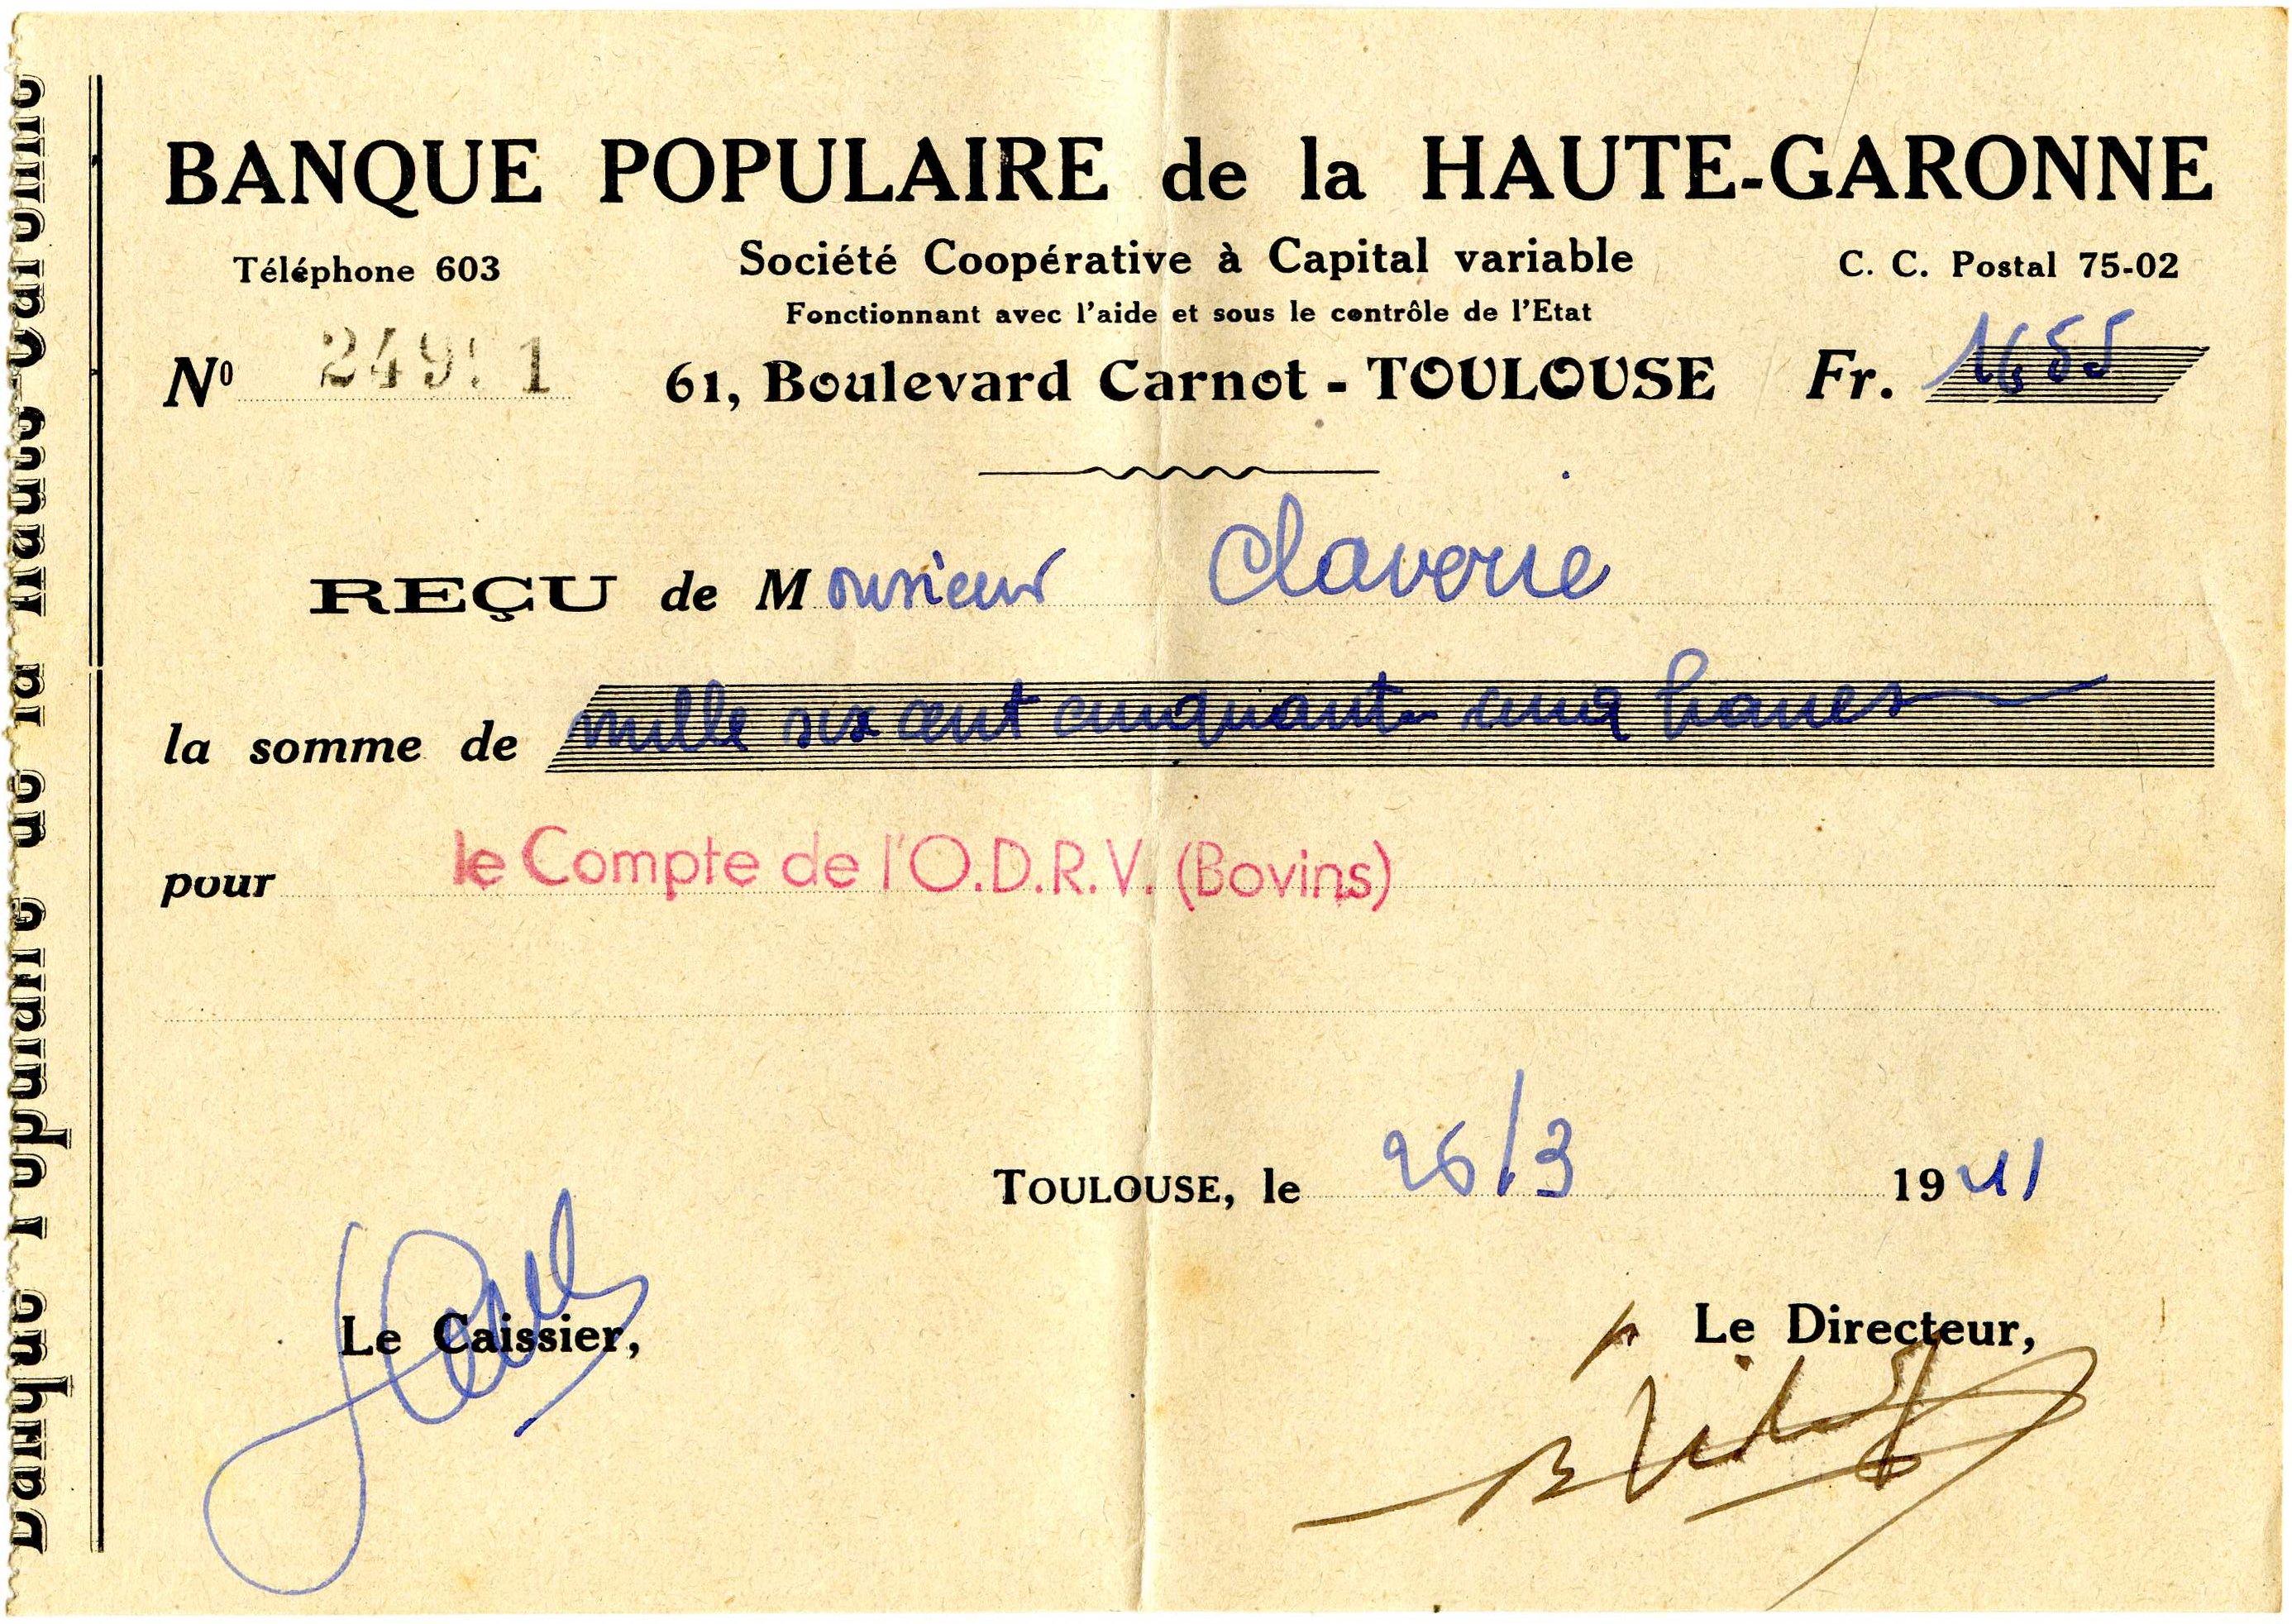 BANQUE POPULAIRE de la HAUTE-GARONNE
Téléphone 603
Société Coopérative à Capital variable
C. C. Postal 75-02
Fonctionnant avec l'aide et sous le contrôle de l'Etat
Nº
61, Boulevard Carnot - TOULOUSE
Fr. 1655
REÇU de Monsieur Claverie
la somme de mille six cent cinquante cinq francs
pour le Compte de l'O.D.R.V. (Bovins)
TOULOUSE, le 26/3 1941
Le Caissier,
Le Directeur,
Banque Populaire de la Haute-Garonne